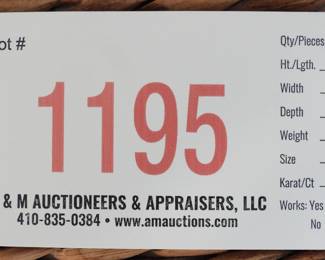 ot #
1195
& M AUCTIONEERS & APPRAISERS, LLC
410-835-0384 • www.amauctions.com
Qty/Pieces
Ht./Lgth.
Width
Depth
Weight
Size
Karat/Ct
Works: Yes
No